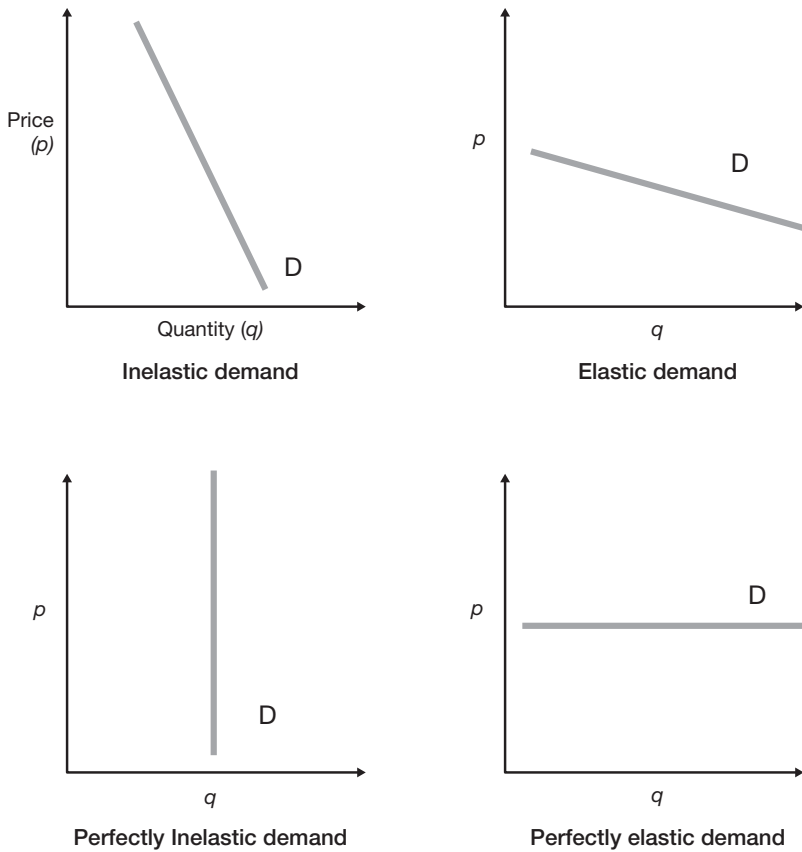 Price
(p)
D
Quantity (q)
Inelastic demand
p
D
q
Elastic demand
p
D
q
Perfectly Inelastic demand
p
D
q
Perfectly elastic demand